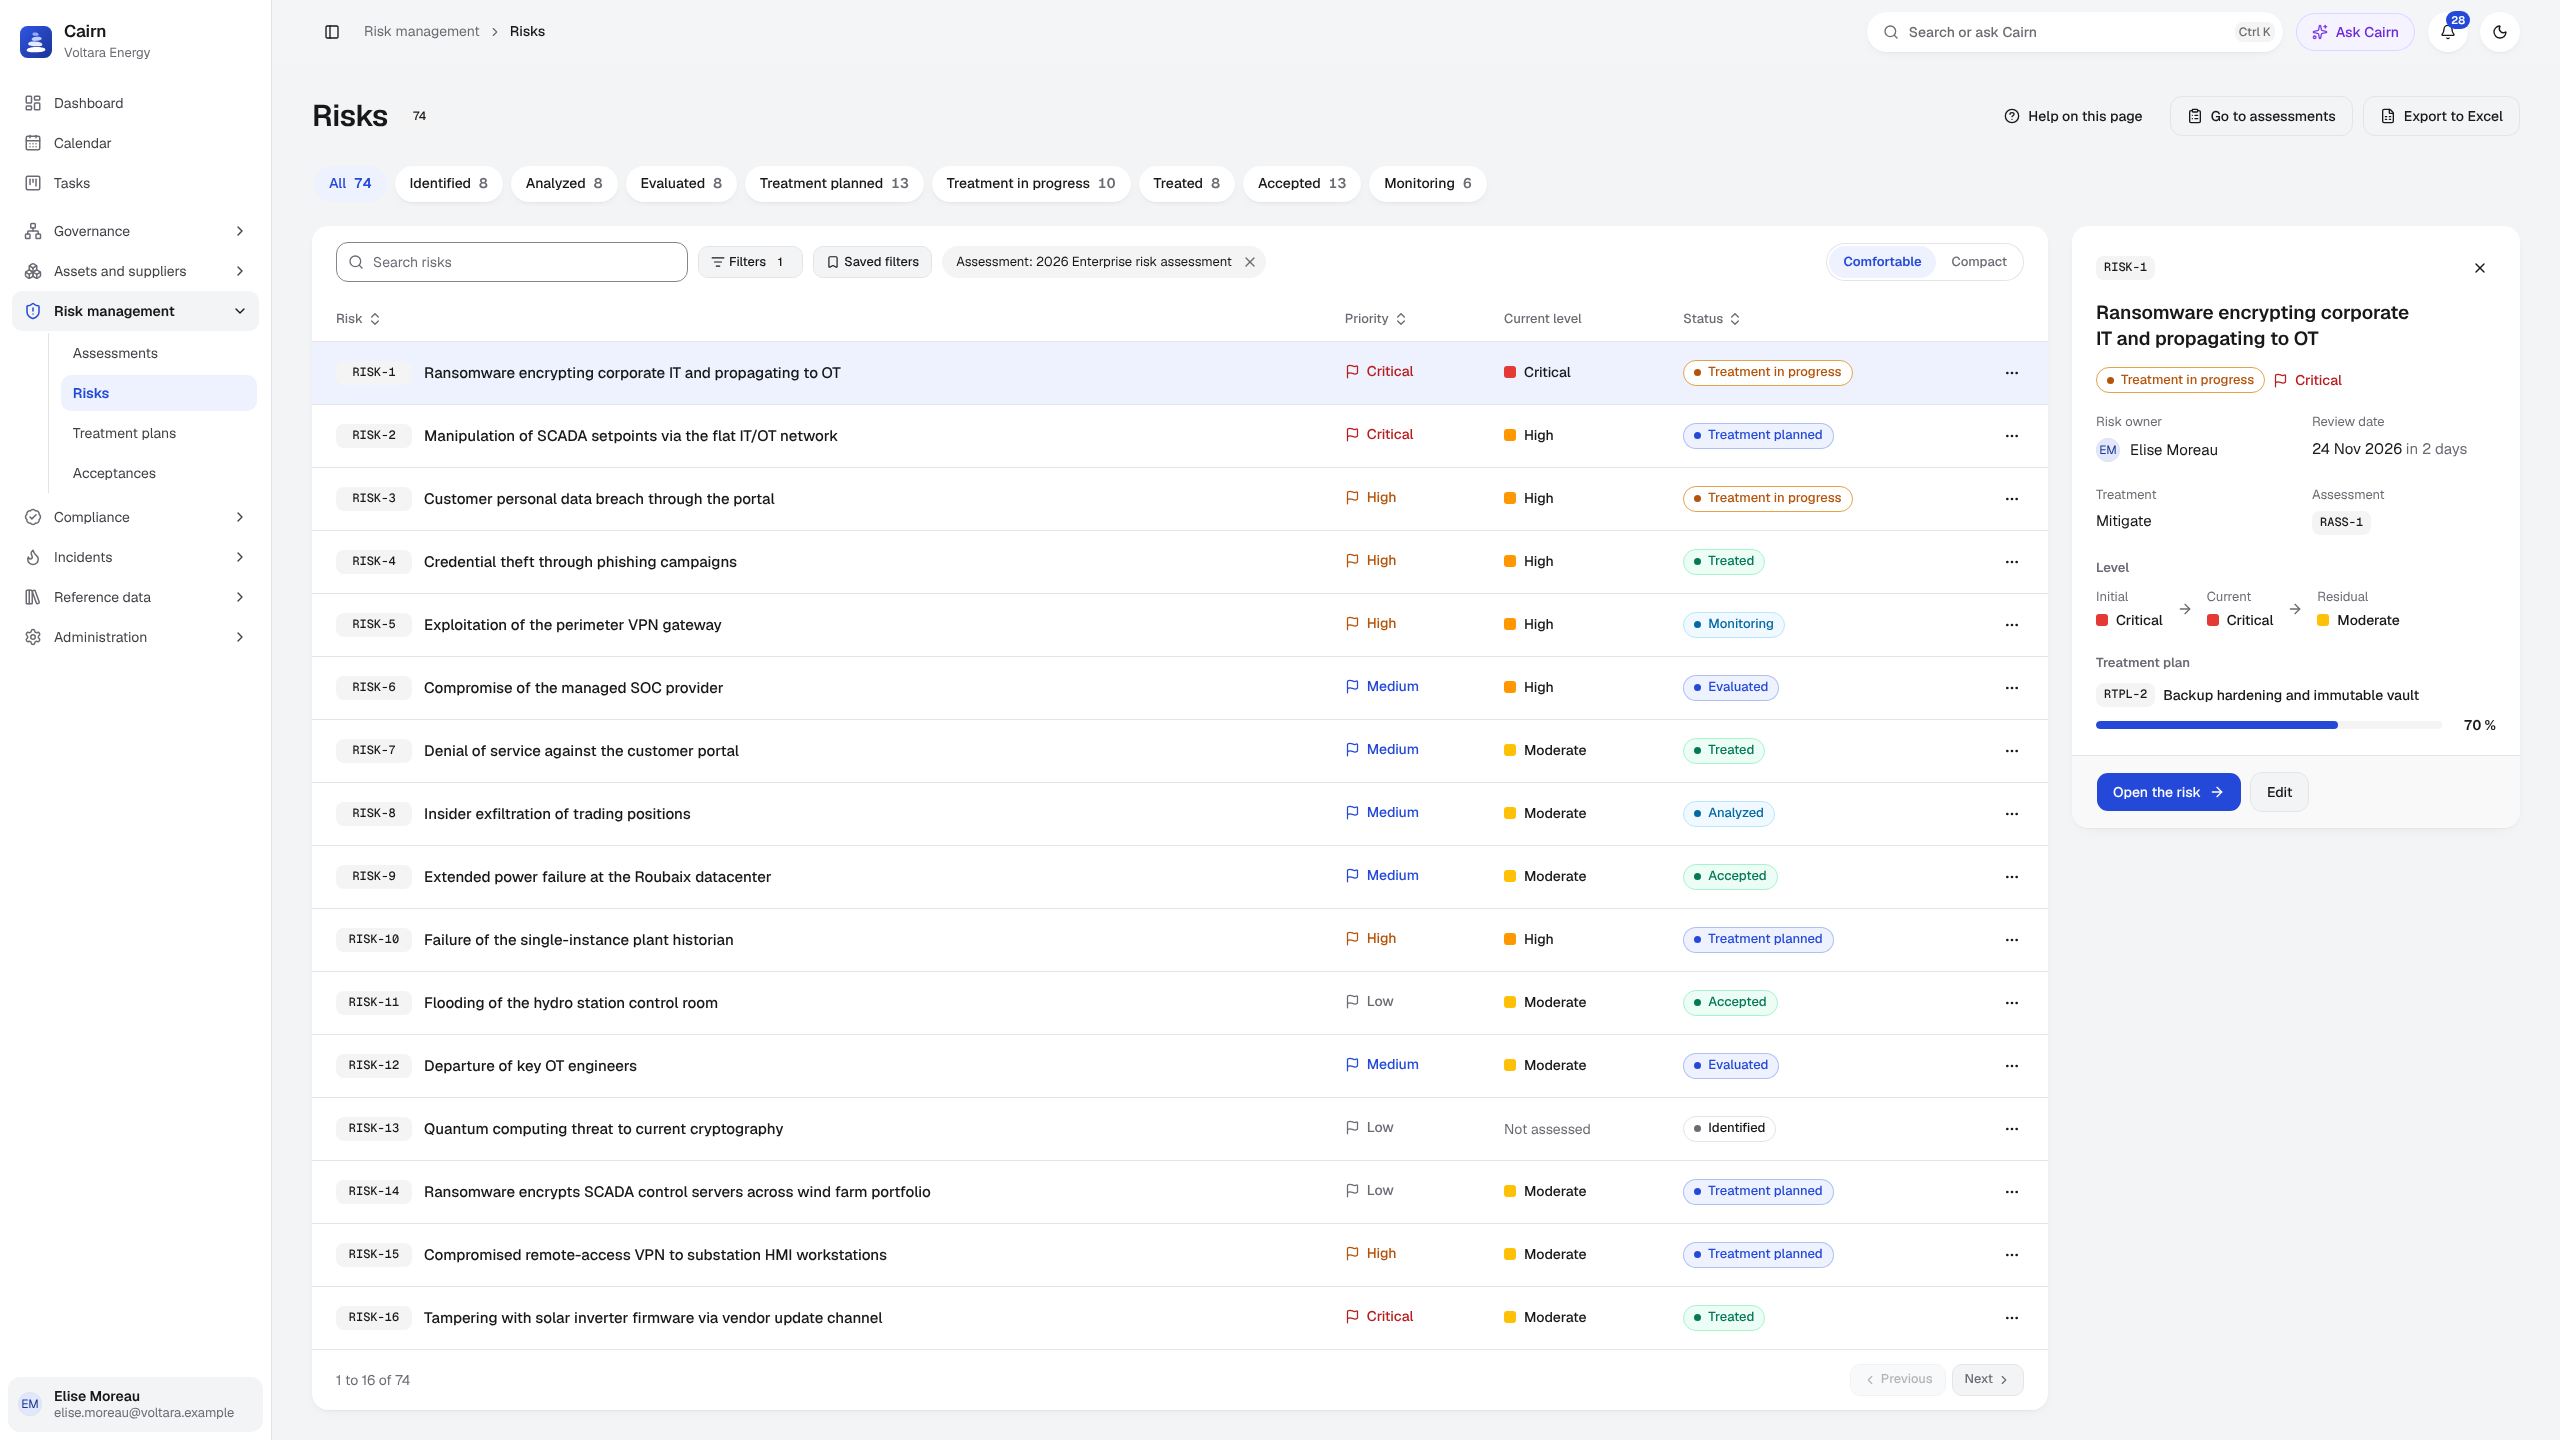 Cairn
Voltara Energy
Dashboard
Calendar
Tasks
Governance
Assets and suppliers
Risk management
Assessments
Risks
Treatment plans
Acceptances
Compliance
Incidents
Reference data
Administration
EM Elise Moreau
elise.moreau@voltara.example
Risk management > Risks
Search or ask Cairn Ctrl K
Ask Cairn
28
Risks 74
Help on this page
Go to assessments
Export to Excel
All 74 Identified 8 Analyzed 8 Evaluated 8 Treatment planned 13 Treatment in progress 10 Treated 8 Accepted 13 Monitoring 6
Search risks Filters 1 Saved filters Assessment: 2026 Enterprise risk assessment Comfortable Compact
Risk Priority Current level Status
RISK-1 Ransomware encrypting corporate IT and propagating to OT Critical Critical Treatment in progress
RISK-2 Manipulation of SCADA setpoints via the flat IT/OT network Critical High Treatment planned
RISK-3 Customer personal data breach through the portal High High Treatment in progress
RISK-4 Credential theft through phishing campaigns High High Treated
RISK-5 Exploitation of the perimeter VPN gateway High High Monitoring
RISK-6 Compromise of the managed SOC provider Medium High Evaluated
RISK-7 Denial of service against the customer portal Medium Moderate Treated
RISK-8 Insider exfiltration of trading positions Medium Moderate Analyzed
RISK-9 Extended power failure at the Roubaix datacenter Medium Moderate Accepted
RISK-10 Failure of the single-instance plant historian High High Treatment planned
RISK-11 Flooding of the hydro station control room Low Moderate Accepted
RISK-12 Departure of key OT engineers Medium Moderate Evaluated
RISK-13 Quantum computing threat to current cryptography Low Not assessed Identified
RISK-14 Ransomware encrypts SCADA control servers across wind farm portfolio Low Moderate Treatment planned
RISK-15 Compromised remote-access VPN to substation HMI workstations High Moderate Treatment planned
RISK-16 Tampering with solar inverter firmware via vendor update channel Critical Moderate Treated
1 to 16 of 74 Previous Next
RISK-1
Ransomware encrypting corporate
IT and propagating to OT
Treatment in progress Critical
Risk owner Review date
EM Elise Moreau 24 Nov 2026 in 2 days
Treatment Assessment
Mitigate RASS-1
Level
Initial Current Residual
Critical Critical Moderate
Treatment plan
RTPL-2 Backup hardening and immutable vault
70 %
Open the risk Edit